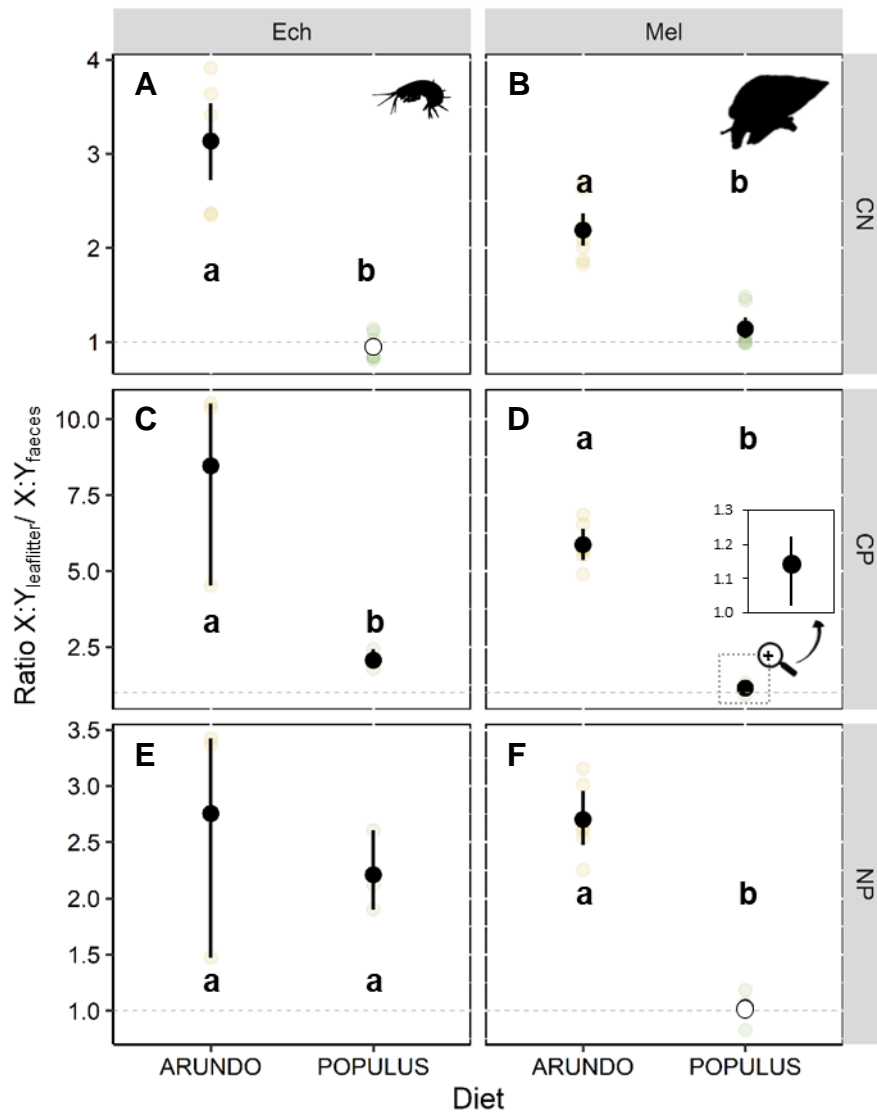 Ech Mel
4 A B
3
a b
CN
2
a b
1
C D
10.0 a b
1.3
7.5 1.2
1.1
CP
5.0 1.0
a b
2.5 +
Ratio X:Yleaflitter/ X:Yfaeces
3.5
E F
3.0
2.5
NP
2.0 a b
1.5
a a
1.0
ARUNDO POPULUS ARUNDO POPULUS
Diet